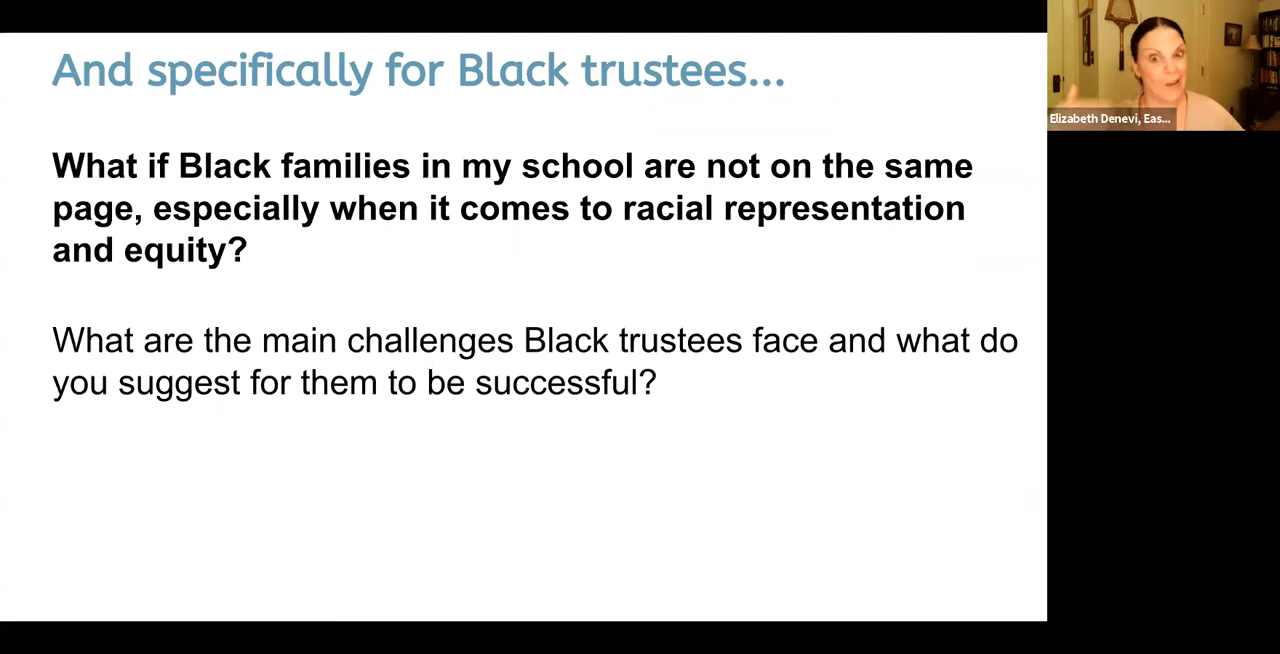 And specifically for Black trustees...
What if Black families in my school are not on the same
page, especially when it comes to racial representation
and equity?
What are the main challenges Black trustees face and what do
you suggest for them to be successful?
Elizabeth Denevi, Eas...